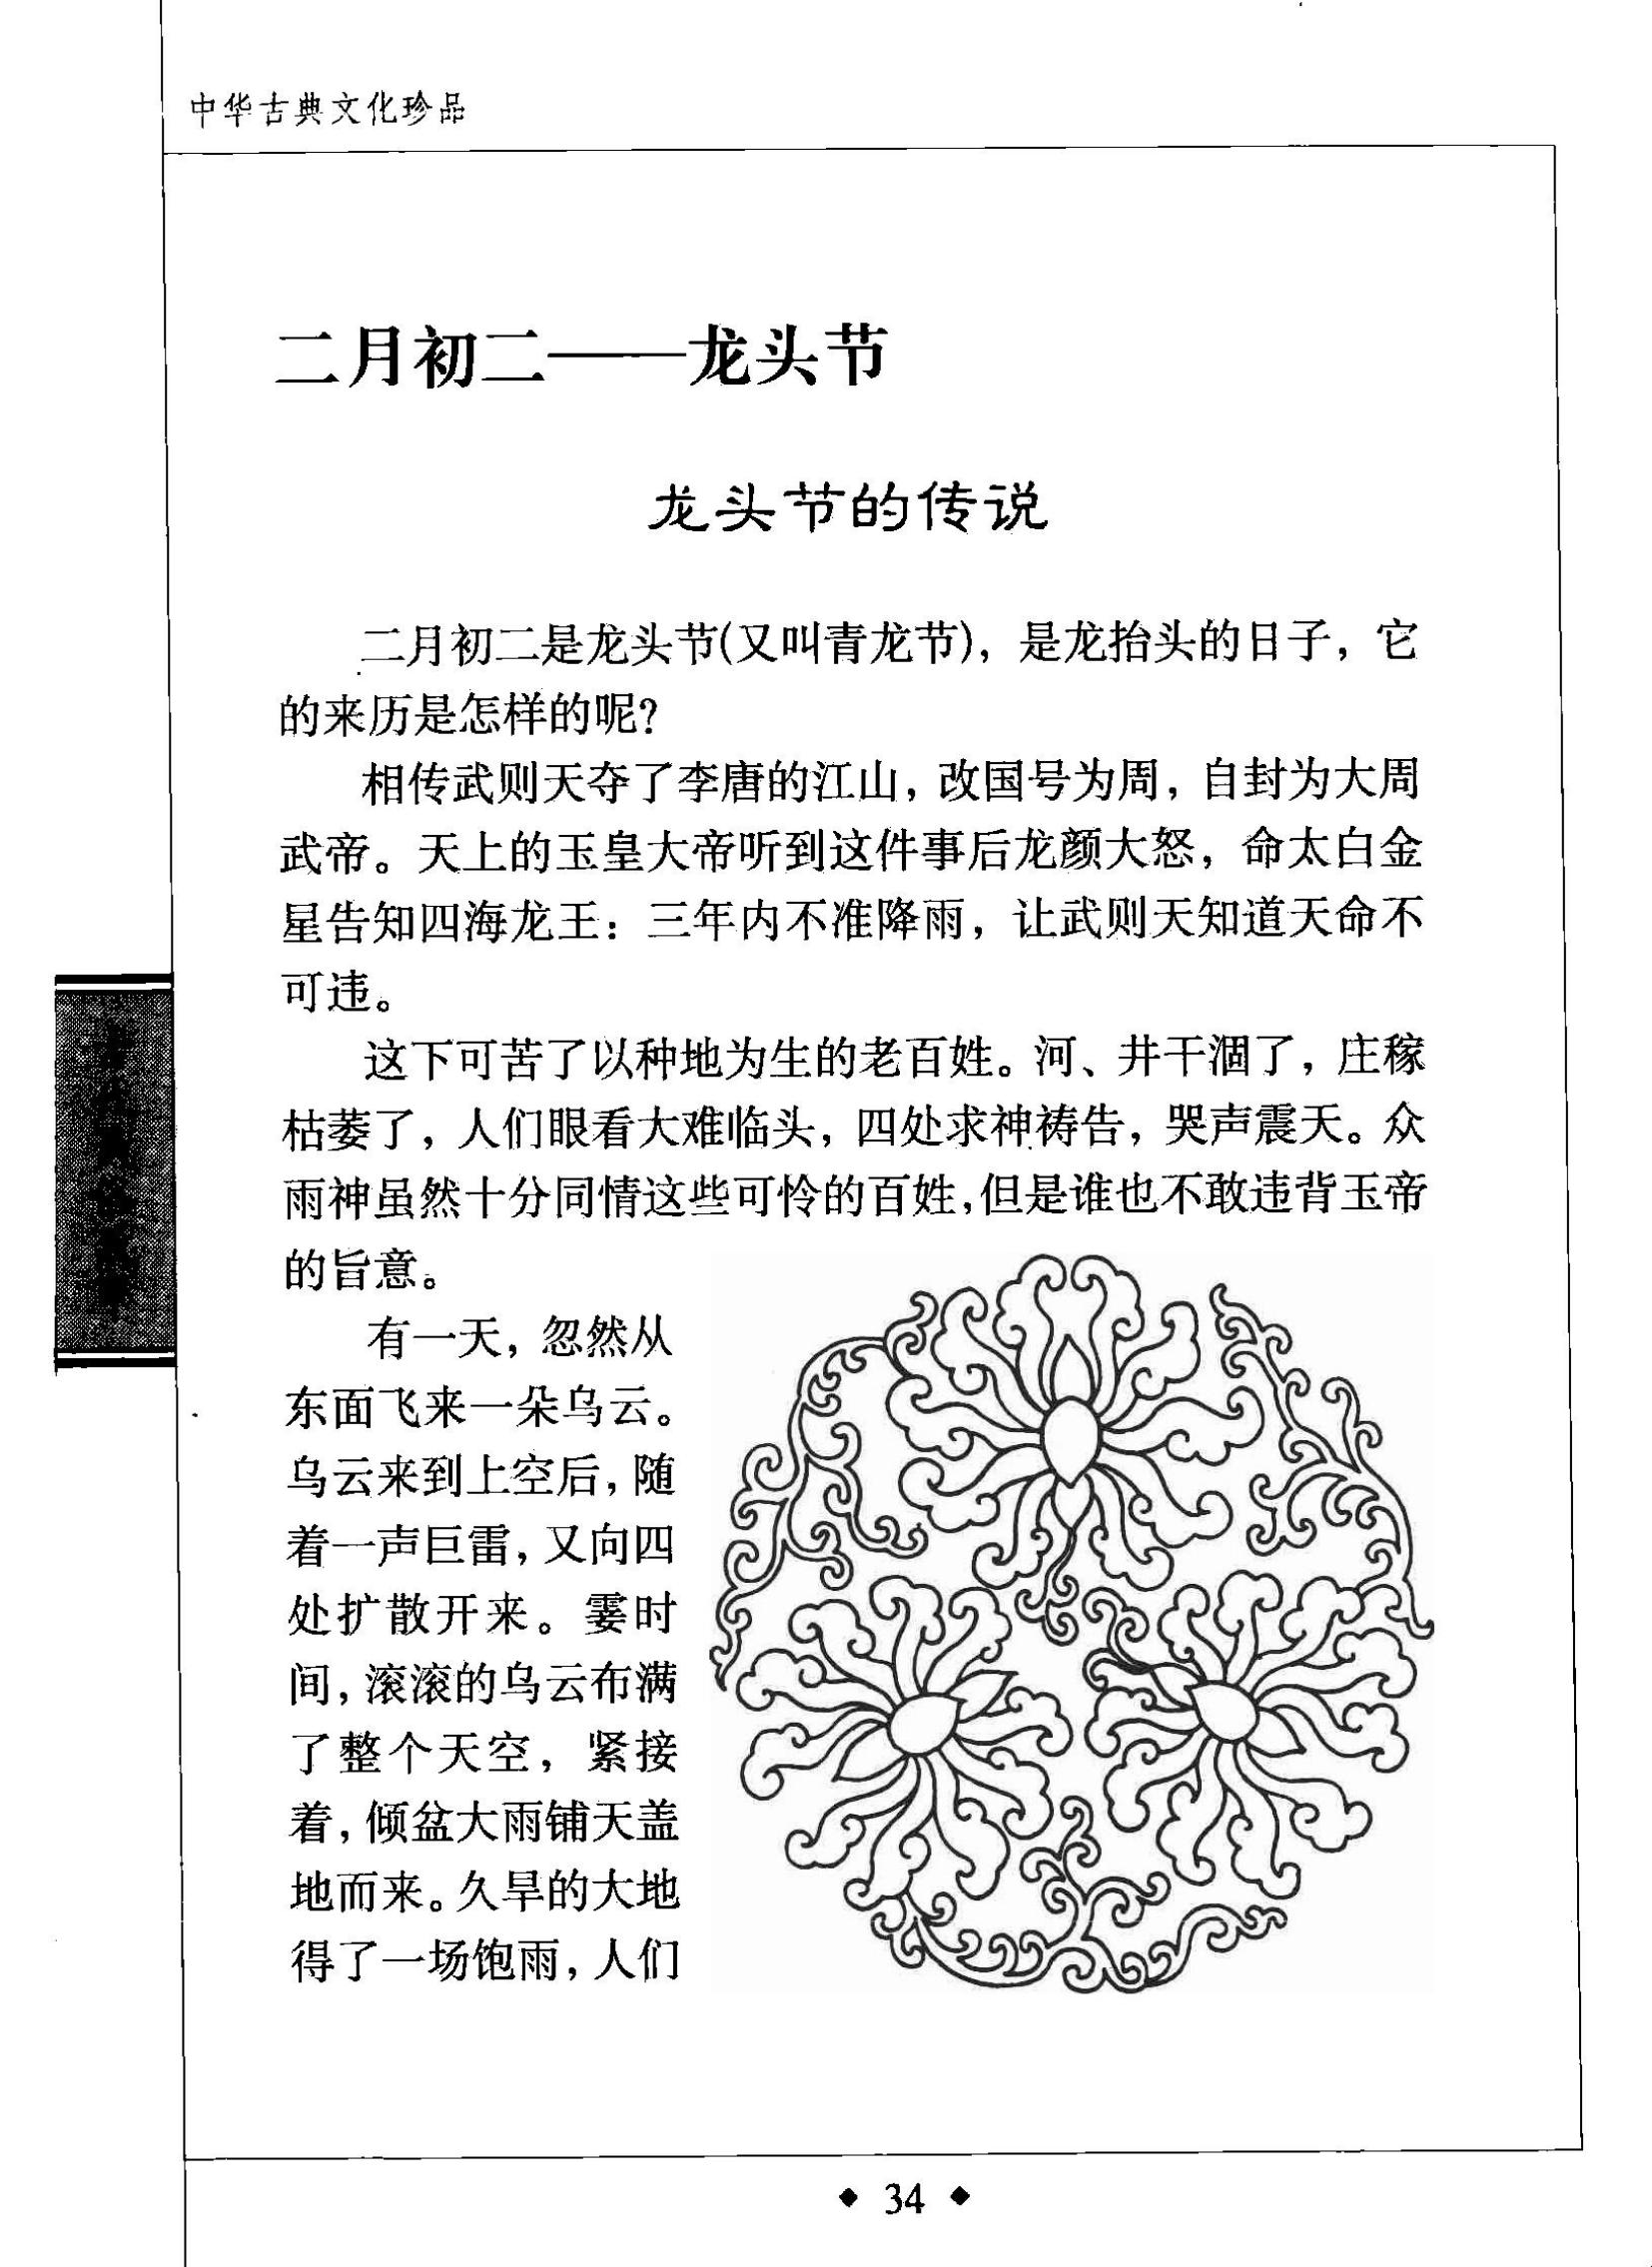 中华古典文化珍品
二月初二——龙头节
龙头节的传说
二月初二是龙头节(又叫青龙节)，是龙抬头的日子，它
的来历是怎样的呢?
相传武则天夺了李唐的江山，改国号为周，自封为大周
武帝。天上的玉皇大帝听到这件事后龙颜大怒，命太白金
星告知四海龙王：三年内不准降雨，让武则天知道天命不
可违。
这下可苦了以种地为生的老百姓。河、井干涸了，庄稼
枯萎了，人们眼看大难临头，四处求神祷告，哭声震天。众
雨神虽然十分同情这些可怜的百姓,但是谁也不敢违背玉帝
的旨意。
有一天，忽然从
东面飞来一朵乌云。
乌云来到上空后，随
着一声巨雷，又向四
处扩散开来。霎时
间，滚滚的乌云布满
了整个天空，紧接
着，倾盆大雨铺天盖
地而来。久旱的大地
得了一场饱雨，人们
◆ 34 ◆